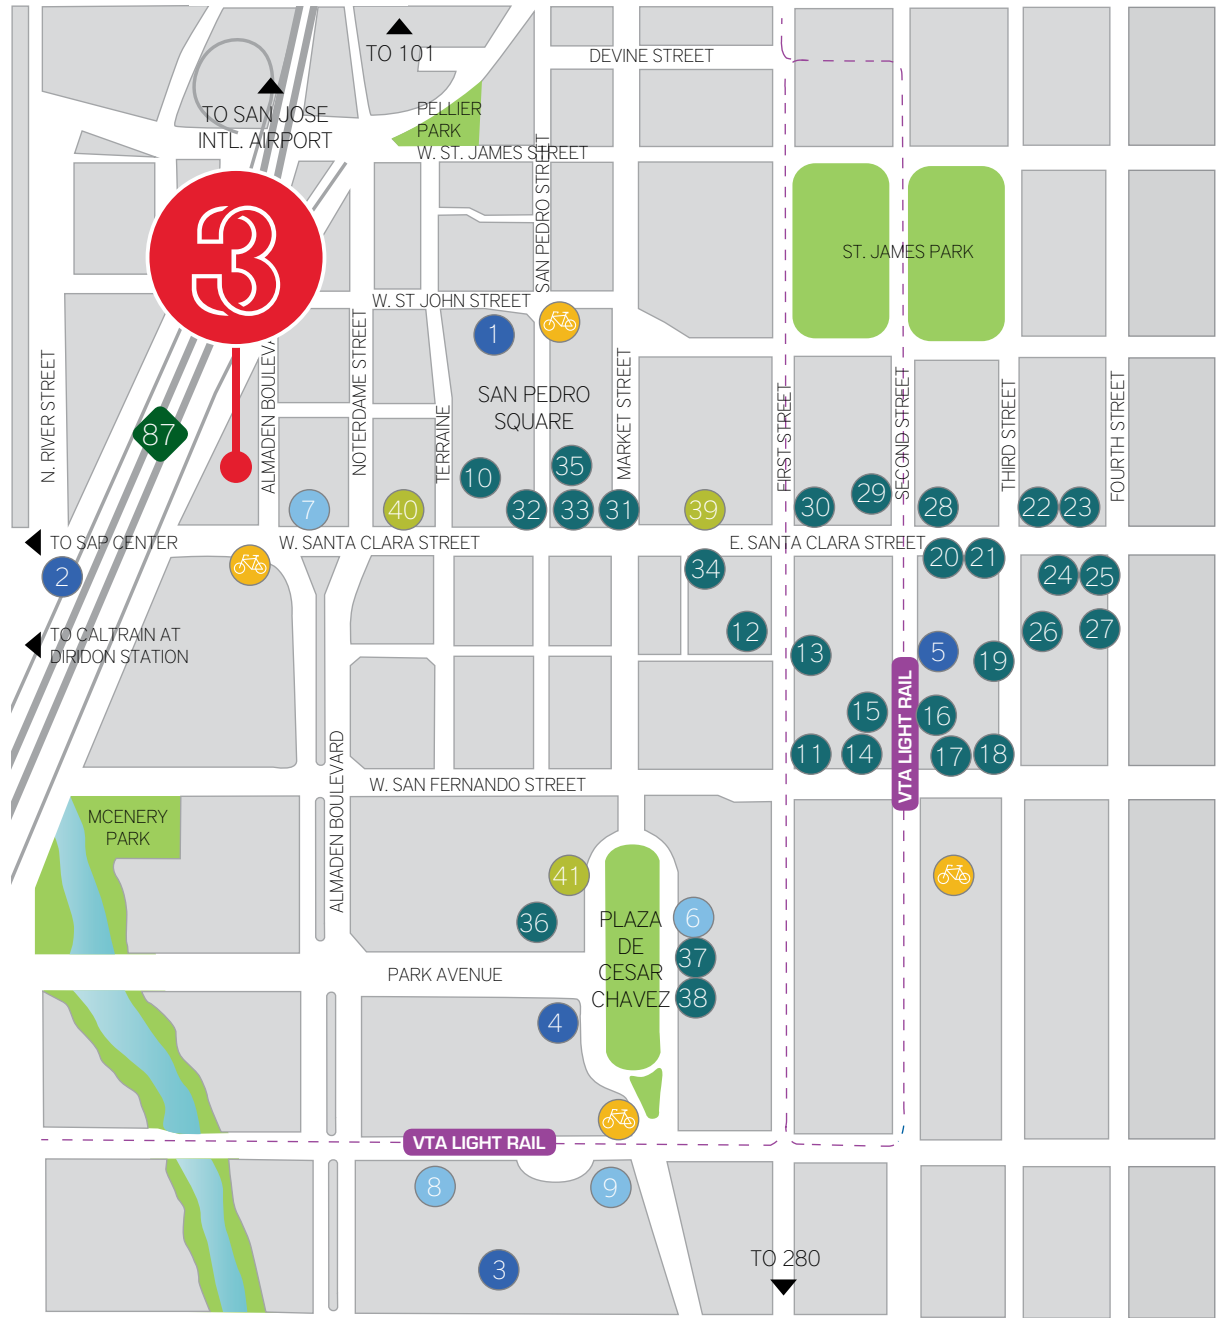 TO 101
DEVINE STREET
TO SAN JOSE
INTL. AIRPORT
PELLIER
PARK
W. ST. JAMES STREET
SAN PEDRO STREET
3
ST. JAMES PARK
W. ST JOHN STREET
1
N. RIVER STREET
87
ALMADEN BOULEVA
NOTERDAME STREET
TERRAINE
SAN PEDRO
SQUARE
MARKET STREET
FIRST STREET
SECOND STREET
THIRD STREET
FOURTH STREET
10
35
7
40
32
33
31
39
30
29
28
22
23
TO SAP CENTER
W. SANTA CLARA STREET
E. SANTA CLARA STREET
2
34
20
21
24
25
TO CALTRAIN AT
DIRIDON STATION
12
13
5
19
26
27
15
16
11
14
17
18
VTA LIGHT RAIL
ALMADEN BOULEVARD
W. SAN FERNANDO STREET
MCENERY
PARK
41
36
PLAZA
DE
CESAR
CHAVEZ
6
37
38
PARK AVENUE
4
VTA LIGHT RAIL
8
9
3
TO 280